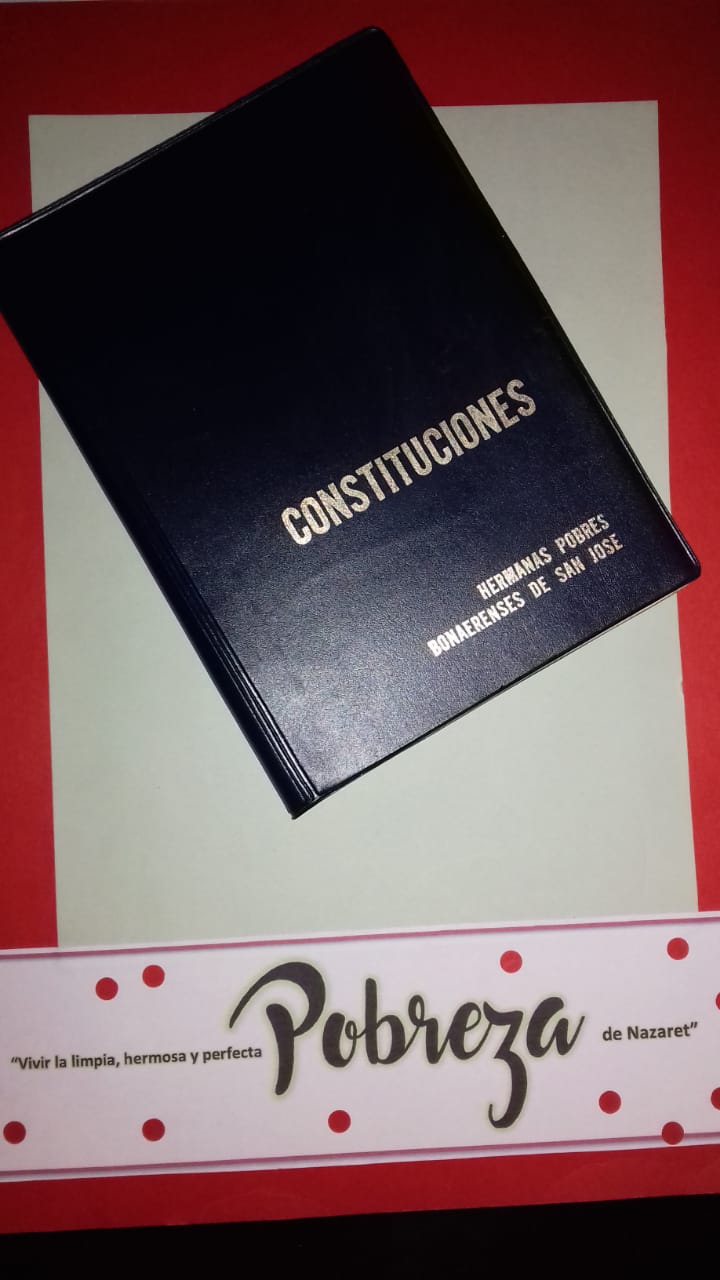 CONSTITUCIONES
HERMANAS POBRES
BONAERENSES DE SAN JOSE
“Vivir la limpia, hermosa y perfecta Pobreza de Nazaret”